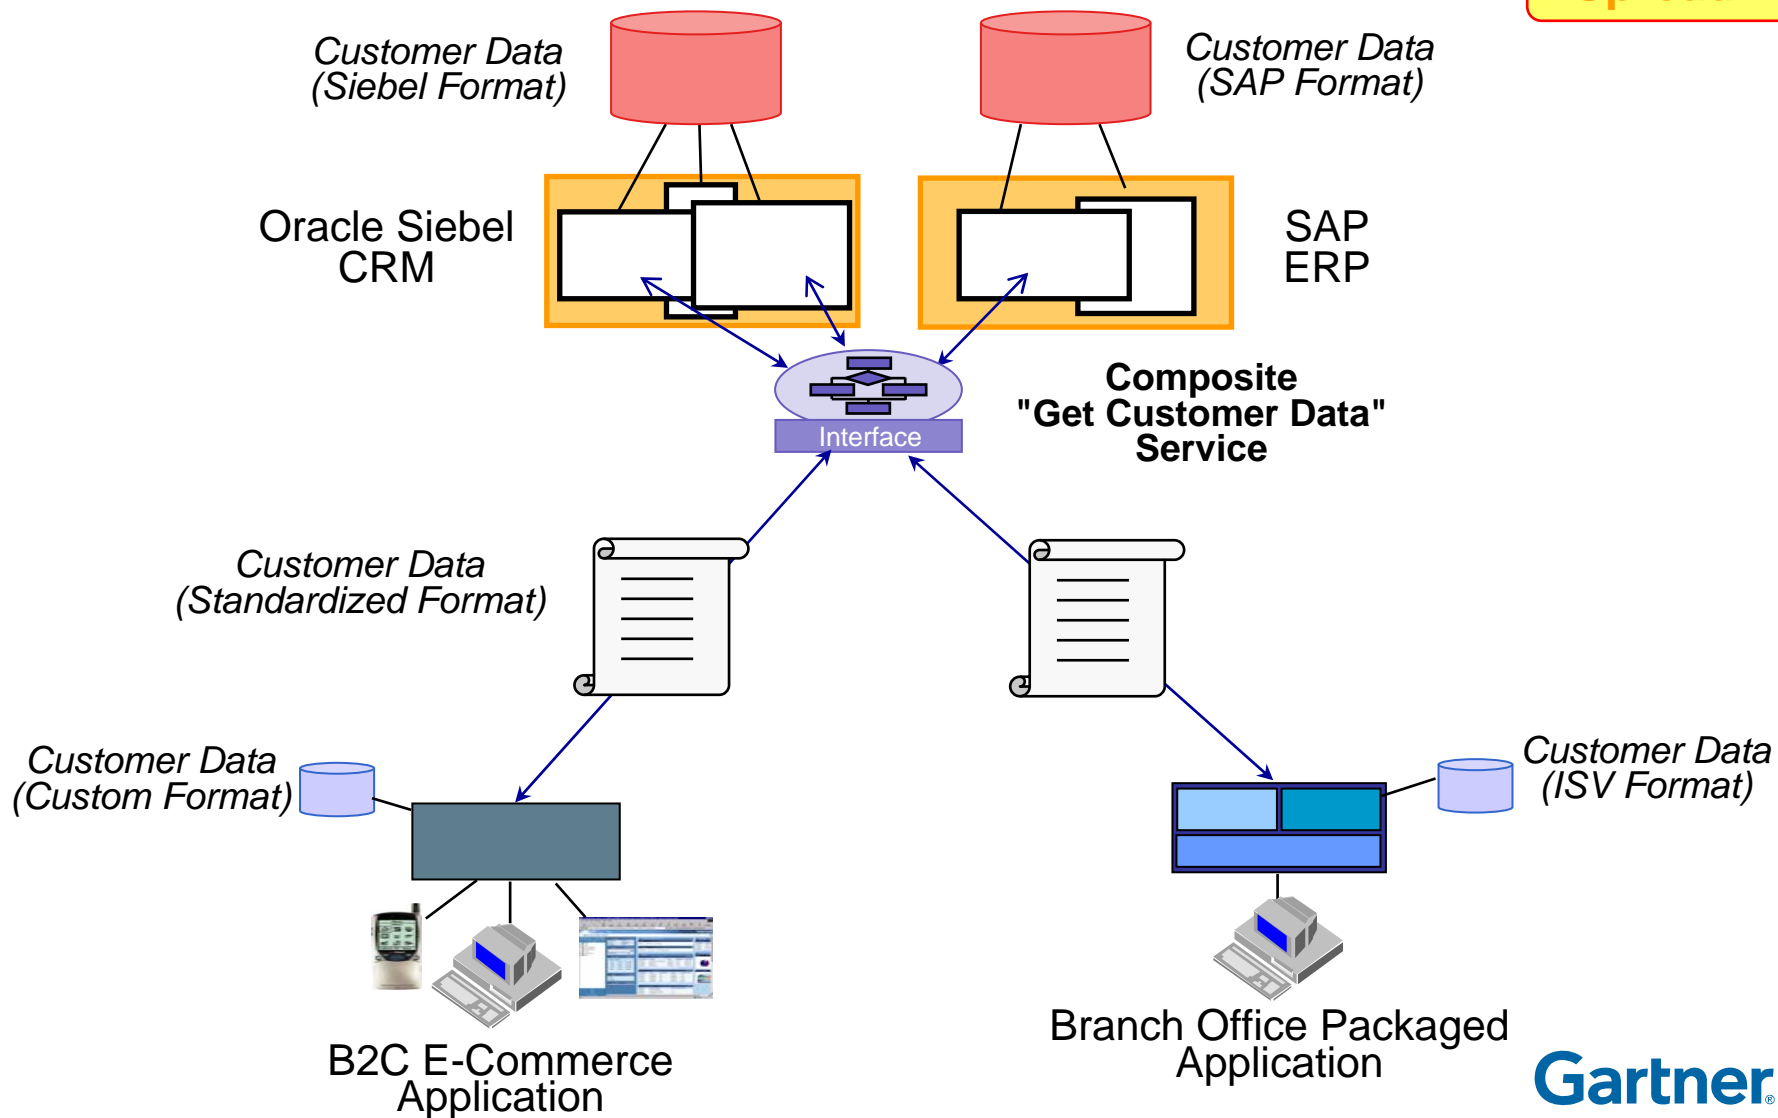 Customer Data
(Siebel Format)
Customer Data
(SAP Format)
Oracle Siebel
CRM
SAP
ERP
Composite
"Get Customer Data"
Service
Interface
Customer Data
(Standardized Format)
Customer Data
(Custom Format)
Customer Data
(ISV Format)
B2C E-Commerce
Application
Branch Office Packaged
Application
Gartner®